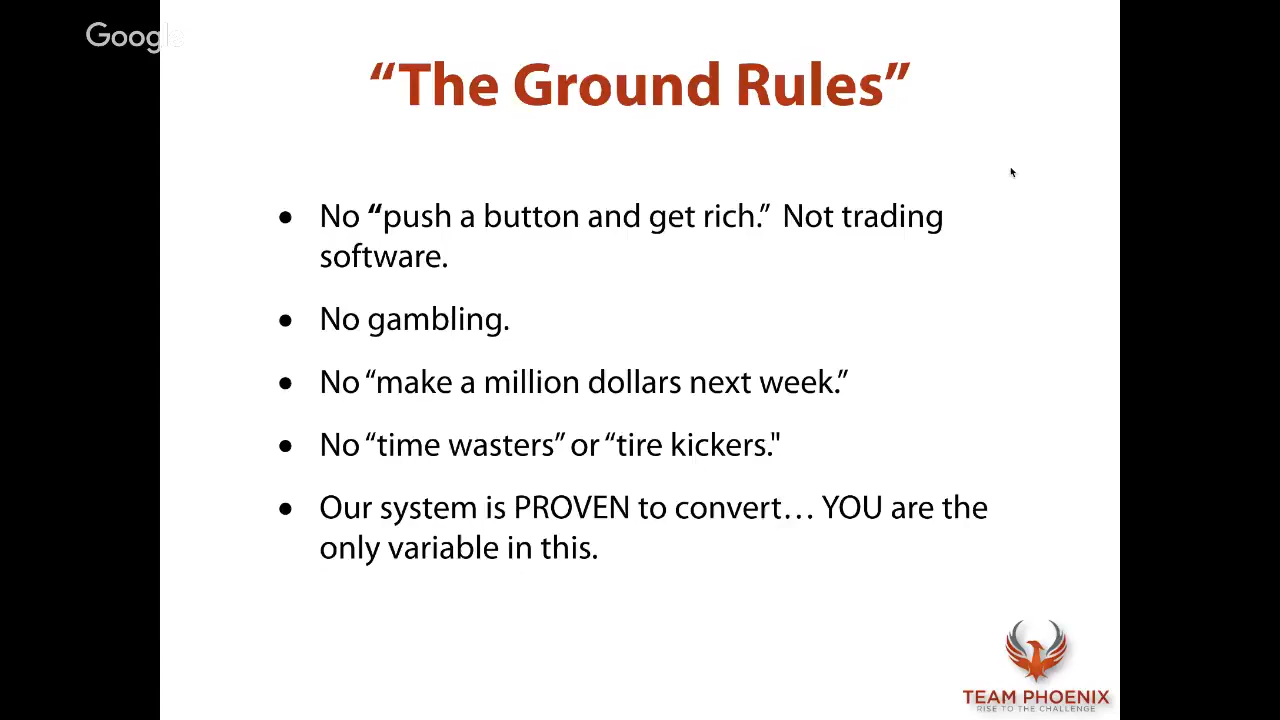 Google
“The Ground Rules”
• No “push a button and get rich.” Not trading
software.
• No gambling.
• No “make a million dollars next week.”
• No “time wasters” or “tire kickers."
• Our system is PROVEN to convert… YOU are the
only variable in this.
TEAM PHOENIX
RISE TO THE CHALLENGE